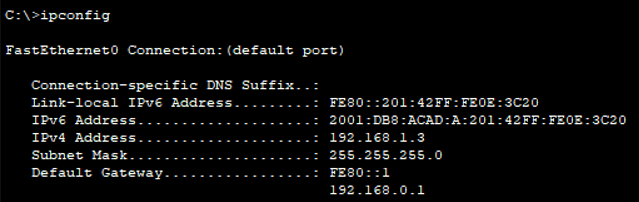 C:\>ipconfig
FastEthernet0 Connection:(default port)
Connection-specific DNS Suffix..:
Link-local IPv6 Address.........: FE80::201:42FF:FE0E:3C20
IPv6 Address....................: 2001:DB8:ACAD:A:201:42FF:FE0E:3C20
IPv4 Address....................: 192.168.1.3
Subnet Mask.....................: 255.255.255.0
Default Gateway.................: FE80::1
192.168.0.1